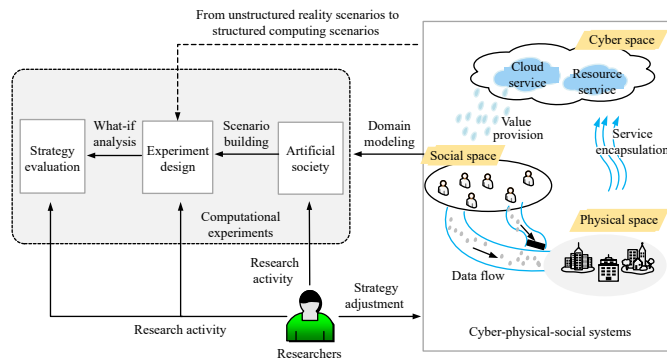 From unstructured reality scenarios to
structured computing scenarios
Cyber space
Cloud
service
Resource
service
Value
provision
Service
encapsulation
Social space
Physical space
Data flow
Cyber-physical-social systems
Domain
modeling
Strategy
evaluation
What-if
analysis
Experiment
design
Scenario
building
Artificial
society
Computational
experiments
Research
activity
Strategy
adjustment
Research activity
Researchers